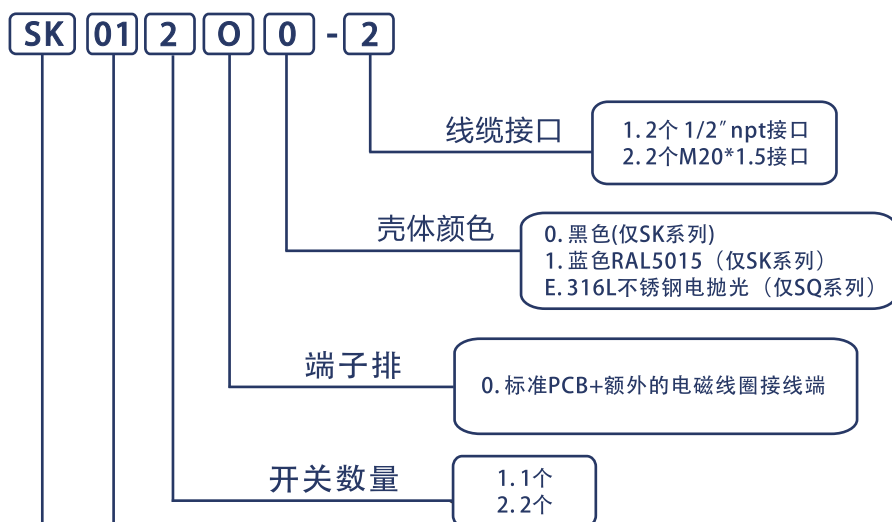 SK 01 2 O 0 - 2
线缆接口
1. 2个 1/2″ npt接口
2. 2个M20*1.5接口
壳体颜色
0. 黑色(仅SK系列)
1. 蓝色RAL5015（仅SK系列）
E. 316L不锈钢电抛光（仅SQ系列）
端子排
0. 标准PCB+额外的电磁线圈接线端
开关数量
1. 1个
2. 2个